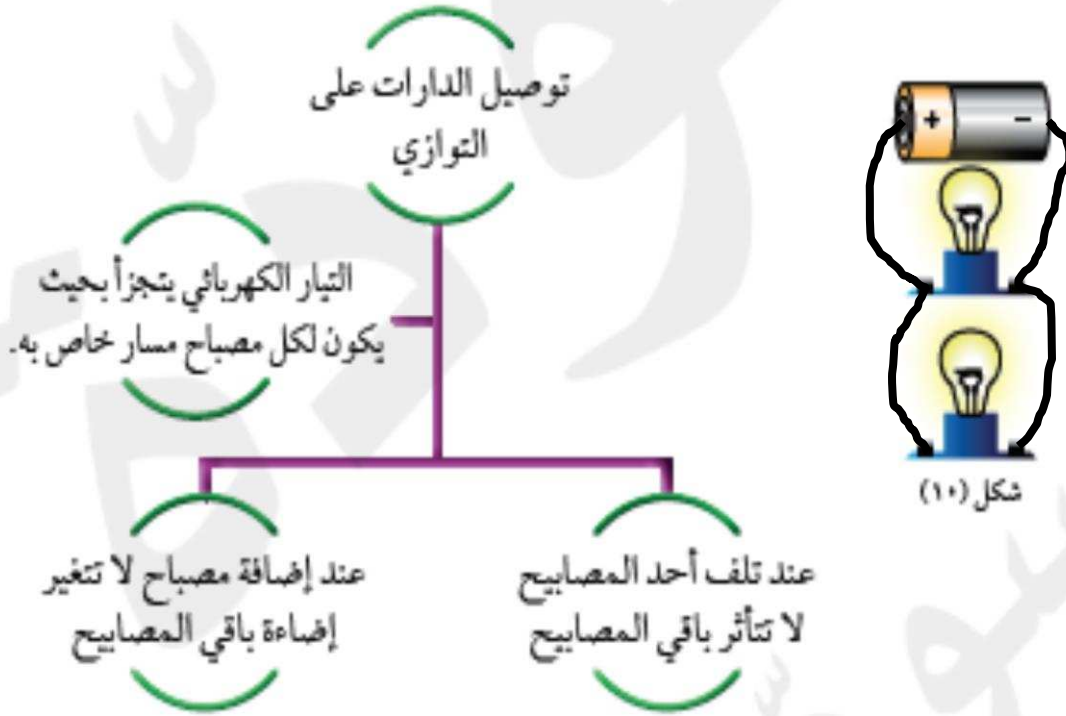 توصيل الدارات على
التوازي
+ -
التيار الكهربائي يتجزأ بحيث
يكون لكل مصباح مسار خاص به.
شكل (١٠)
عند تلف أحد المصابيح
لا تتأثر باقي المصابيح
عند إضافة مصباح لا تتغير
إضاءة باقي المصابيح